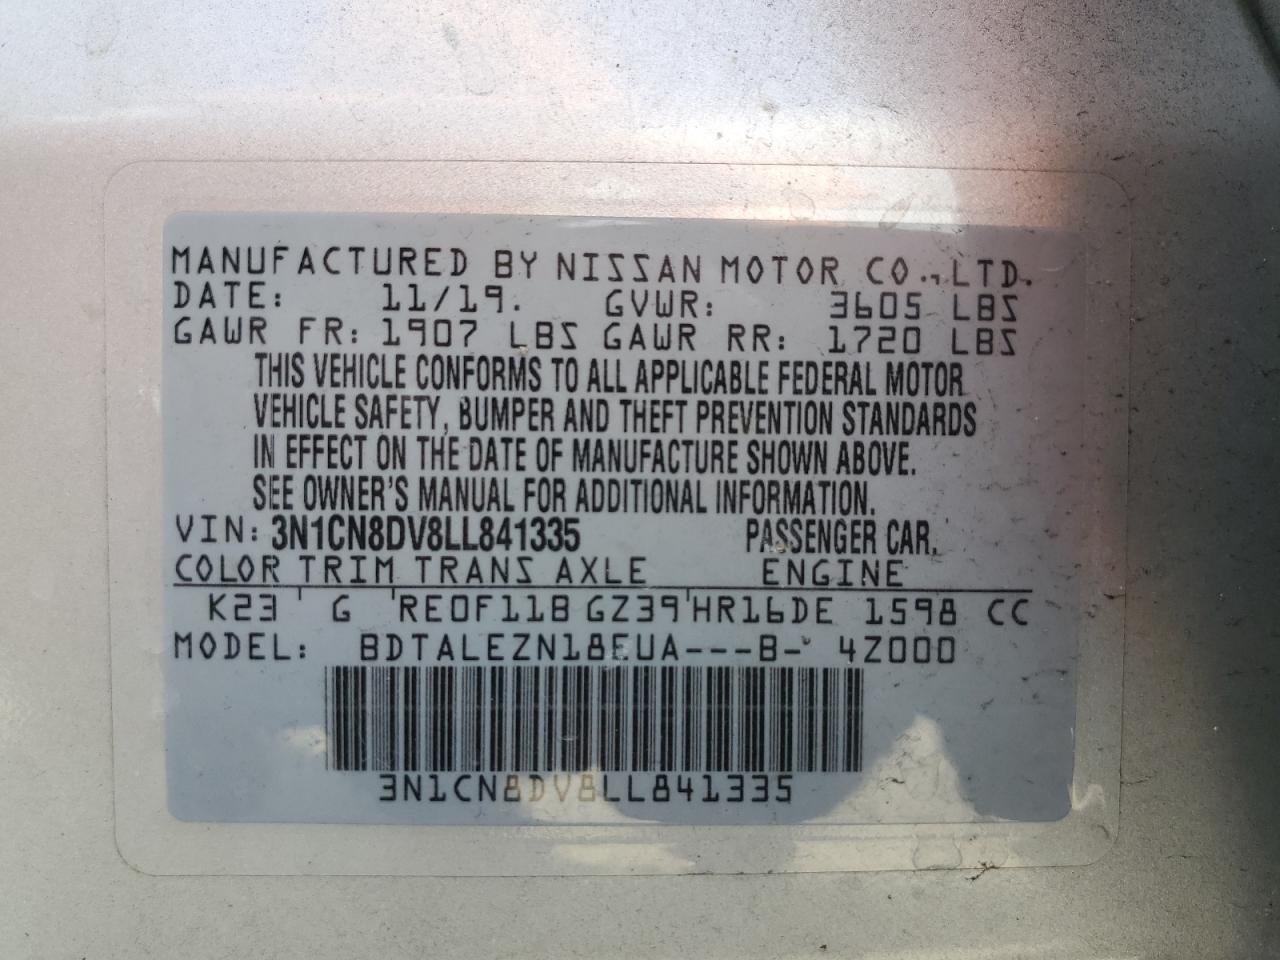 MANUFACTURED BY NISSAN MOTOR CO., LTD.
DATE: 11/19. GVWR: 3605 LBS
GAWR FR: 1907 LBS GAWR RR: 1720 LBS
THIS VEHICLE CONFORMS TO ALL APPLICABLE FEDERAL MOTOR
VEHICLE SAFETY, BUMPER AND THEFT PREVENTION STANDARDS
IN EFFECT ON THE DATE OF MANUFACTURE SHOWN ABOVE.
SEE OWNER'S MANUAL FOR ADDITIONAL INFORMATION.
VIN: 3N1CN8DV8LL841335 PASSENGER CAR.
COLOR TRIM TRANS AXLE ENGINE
K23 ' G ' RE0F11B GZ39 ' HR16DE 1598 CC
MODEL: BDTALEZN18EUA---B- 4Z000
3N1CN8DV8LL841335